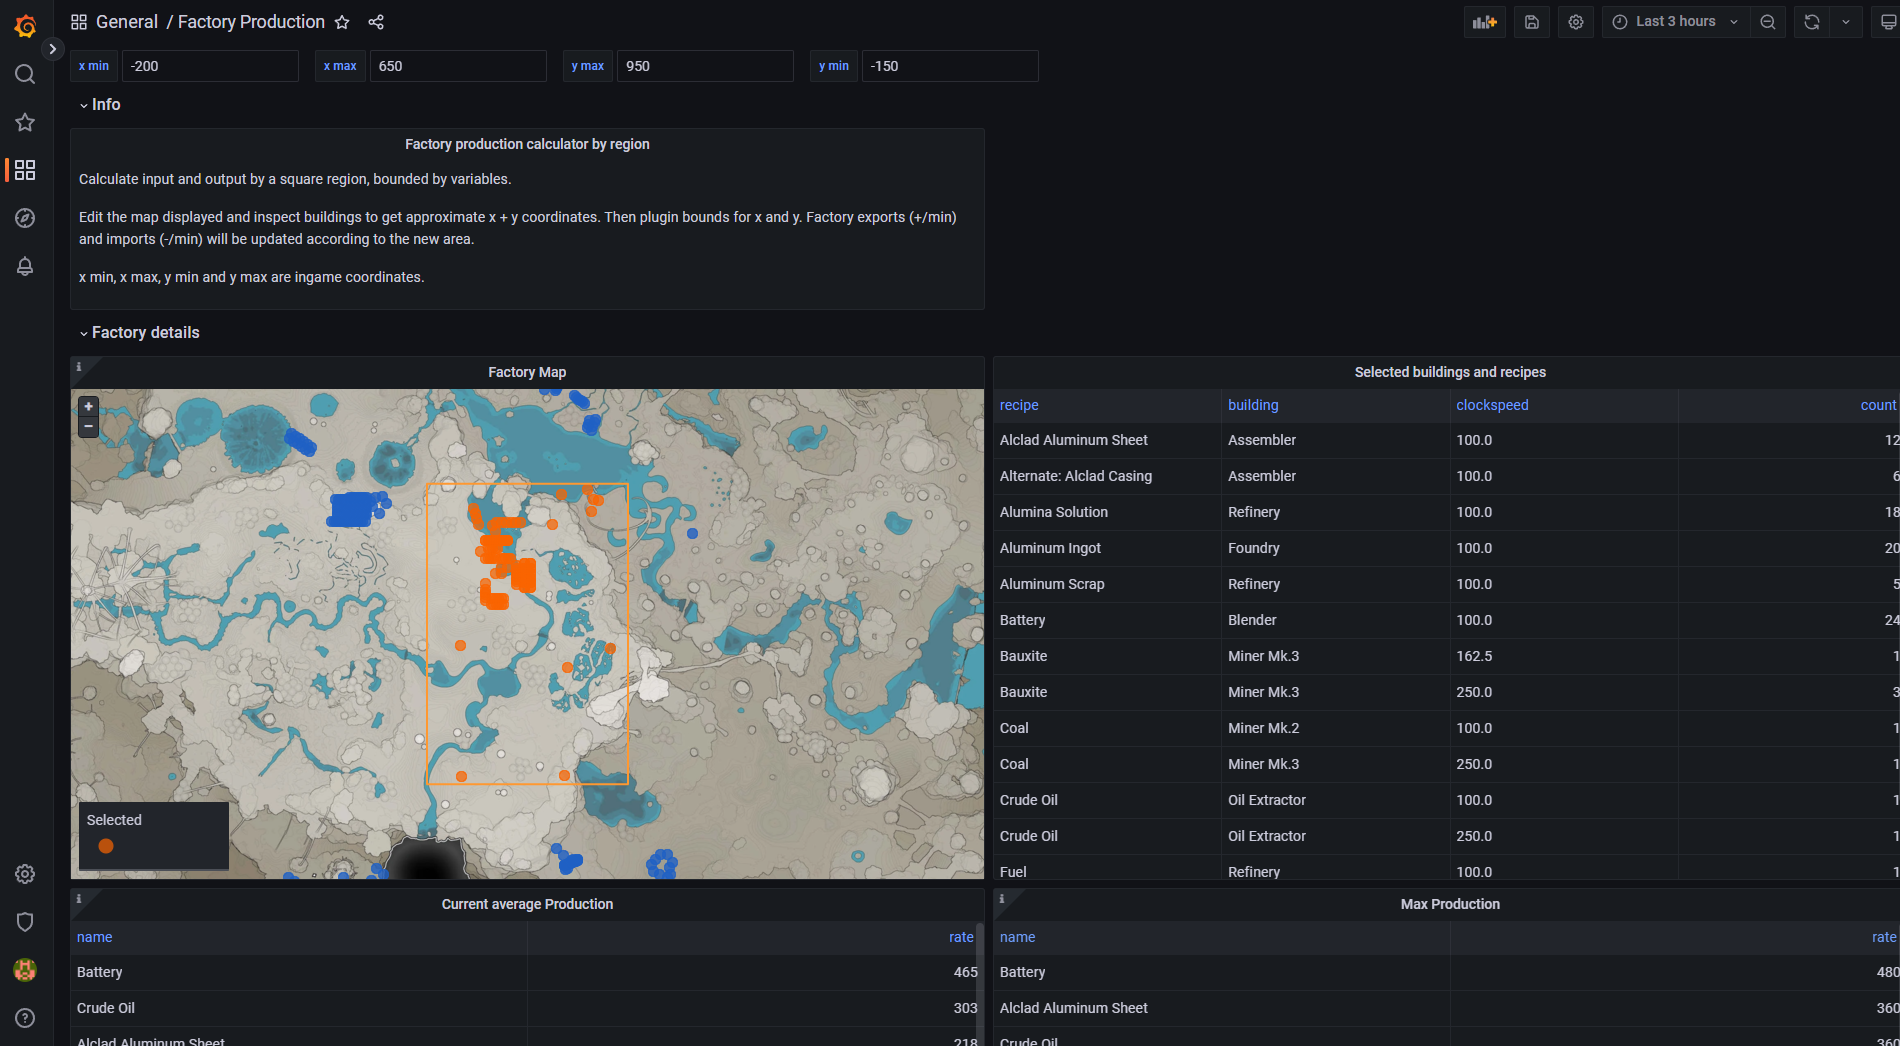 General / Factory Production
Last 3 hours
x min -200 x max 650 y max 950 y min -150
Info
Factory production calculator by region
Calculate input and output by a square region, bounded by variables.
Edit the map displayed and inspect buildings to get approximate x + y coordinates. Then plugin bounds for x and y. Factory exports (+/min)
and imports (-/min) will be updated according to the new area.
x min, x max, y min and y max are ingame coordinates.
Factory details
i Factory Map
+
−
Selected
Selected buildings and recipes
recipe building clockspeed count
Alclad Aluminum Sheet Assembler 100.0 12
Alternate: Alclad Casing Assembler 100.0 6
Alumina Solution Refinery 100.0 18
Aluminum Ingot Foundry 100.0 20
Aluminum Scrap Refinery 100.0 5
Battery Blender 100.0 24
Bauxite Miner Mk.3 162.5 1
Bauxite Miner Mk.3 250.0 3
Coal Miner Mk.2 100.0 1
Coal Miner Mk.3 250.0 1
Crude Oil Oil Extractor 100.0 1
Crude Oil Oil Extractor 250.0 1
Fuel Refinery 100.0 1
i Current average Production
name rate
Battery 465
Crude Oil 303
Alclad Aluminum Sheet 218
i Max Production
name rate
Battery 480
Alclad Aluminum Sheet 360
Crude Oil 360